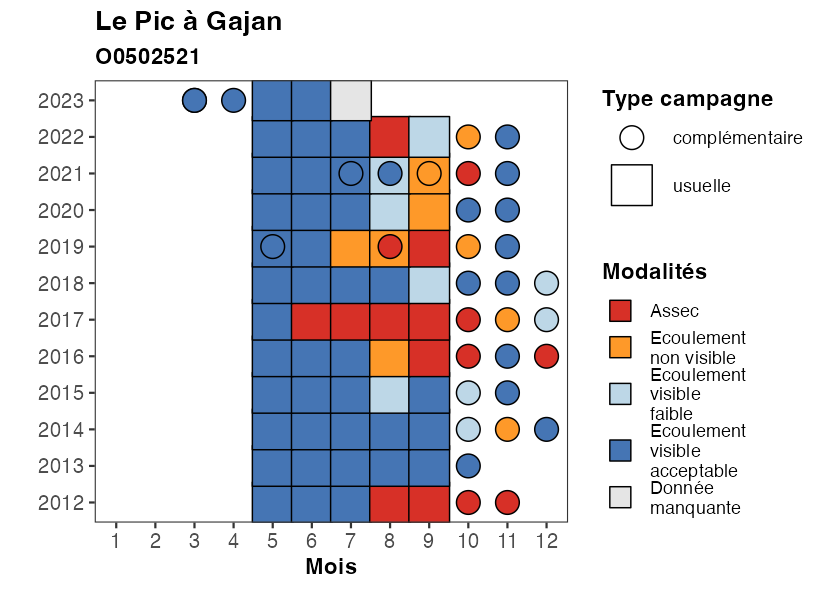 Le Pic à Gajan
O0502521
2023
2022
2021
2020
2019
2018
2017
2016
2015
2014
2013
2012
1 2 3 4 5 6 7 8 9 10 11 12
Mois
Type campagne
complémentaire
usuelle
Modalités
Assec
Ecoulement
non visible
Ecoulement
visible
faible
Ecoulement
visible
acceptable
Donnée
manquante